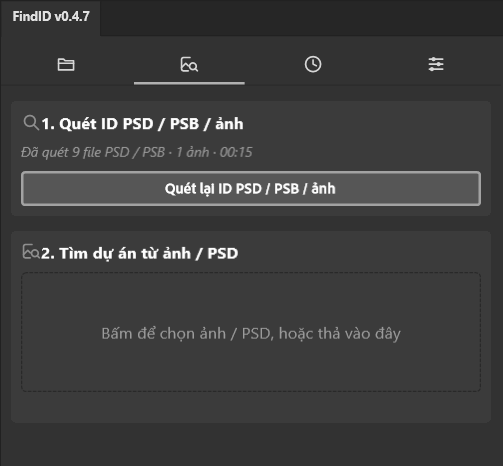 FindID v0.4.7
1. Quét ID PSD / PSB / ảnh
Đã quét 9 file PSD / PSB · 1 ảnh · 00:15
Quét lại ID PSD / PSB / ảnh
2. Tìm dự án từ ảnh / PSD
Bấm để chọn ảnh / PSD, hoặc thả vào đây